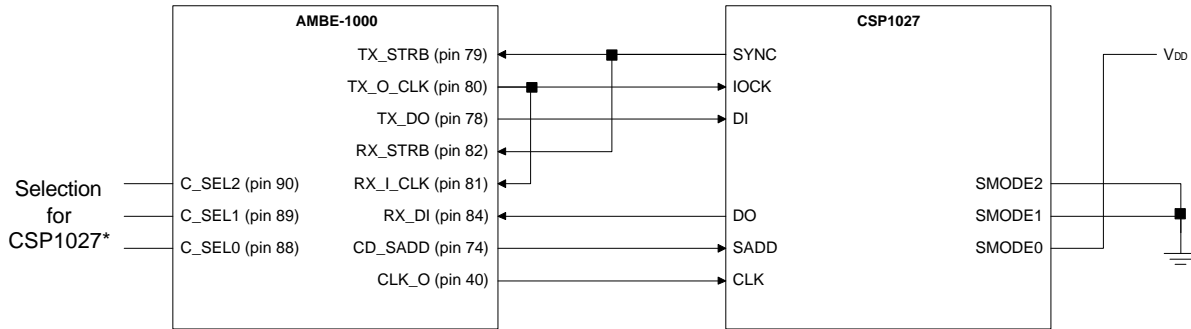 AMBE-1000
CSP1027
TX_STRB (pin 79)
SYNC
VDD
TX_O_CLK (pin 80)
IOCK
TX_DO (pin 78)
DI
RX_STRB (pin 82)
Selection
for
CSP1027*
C_SEL2 (pin 90)
RX_I_CLK (pin 81)
SMODE2
C_SEL1 (pin 89)
RX_DI (pin 84)
DO
SMODE1
C_SEL0 (pin 88)
CD_SADD (pin 74)
SADD
SMODE0
CLK_O (pin 40)
CLK